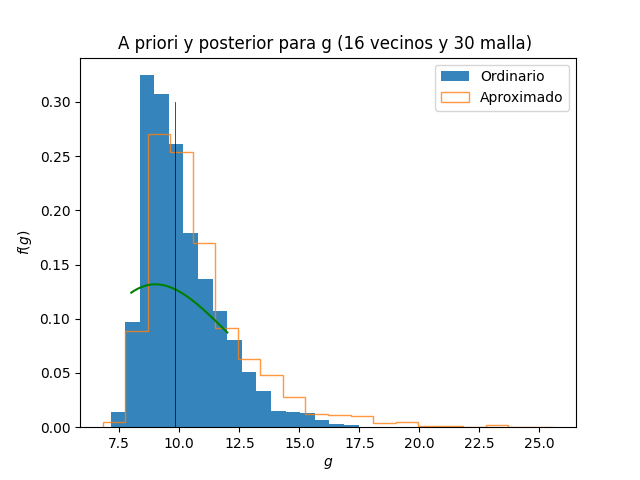 A priori y posterior para g (16 vecinos y 30 malla)
Ordinario
Aproximado
f(g)
0.30
0.25
0.20
0.15
0.10
0.05
0.00
7.5 10.0 12.5 15.0 17.5 20.0 22.5 25.0
g